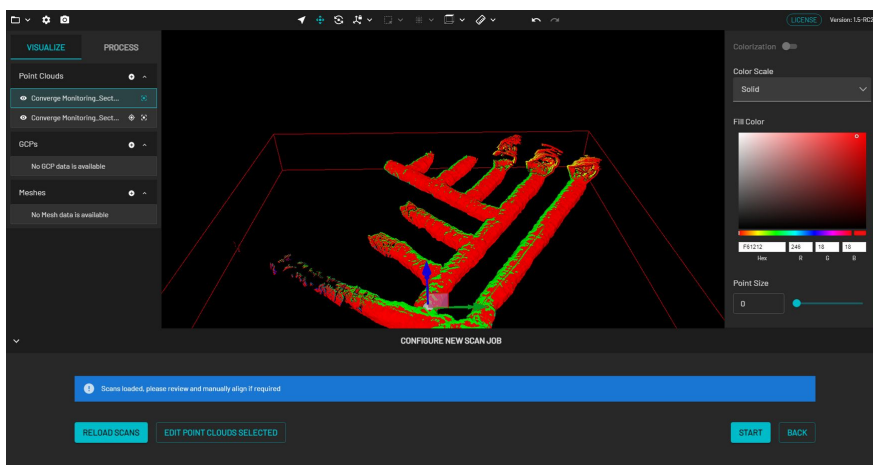 LICENSE
Version: 1.5-RC2
VISUALIZE
PROCESS
Point Clouds
Converge Monitoring_Sect...
Converge Monitoring_Sect...
GCPs
No GCP data is available
Meshes
No Mesh data is available
Colorization
Color Scale
Solid
Fill Color
F61212
246
18
18
Hex
R
G
B
Point Size
0
CONFIGURE NEW SCAN JOB
Scans loaded, please review and manually align if required
RELOAD SCANS
EDIT POINT CLOUDS SELECTED
START
BACK